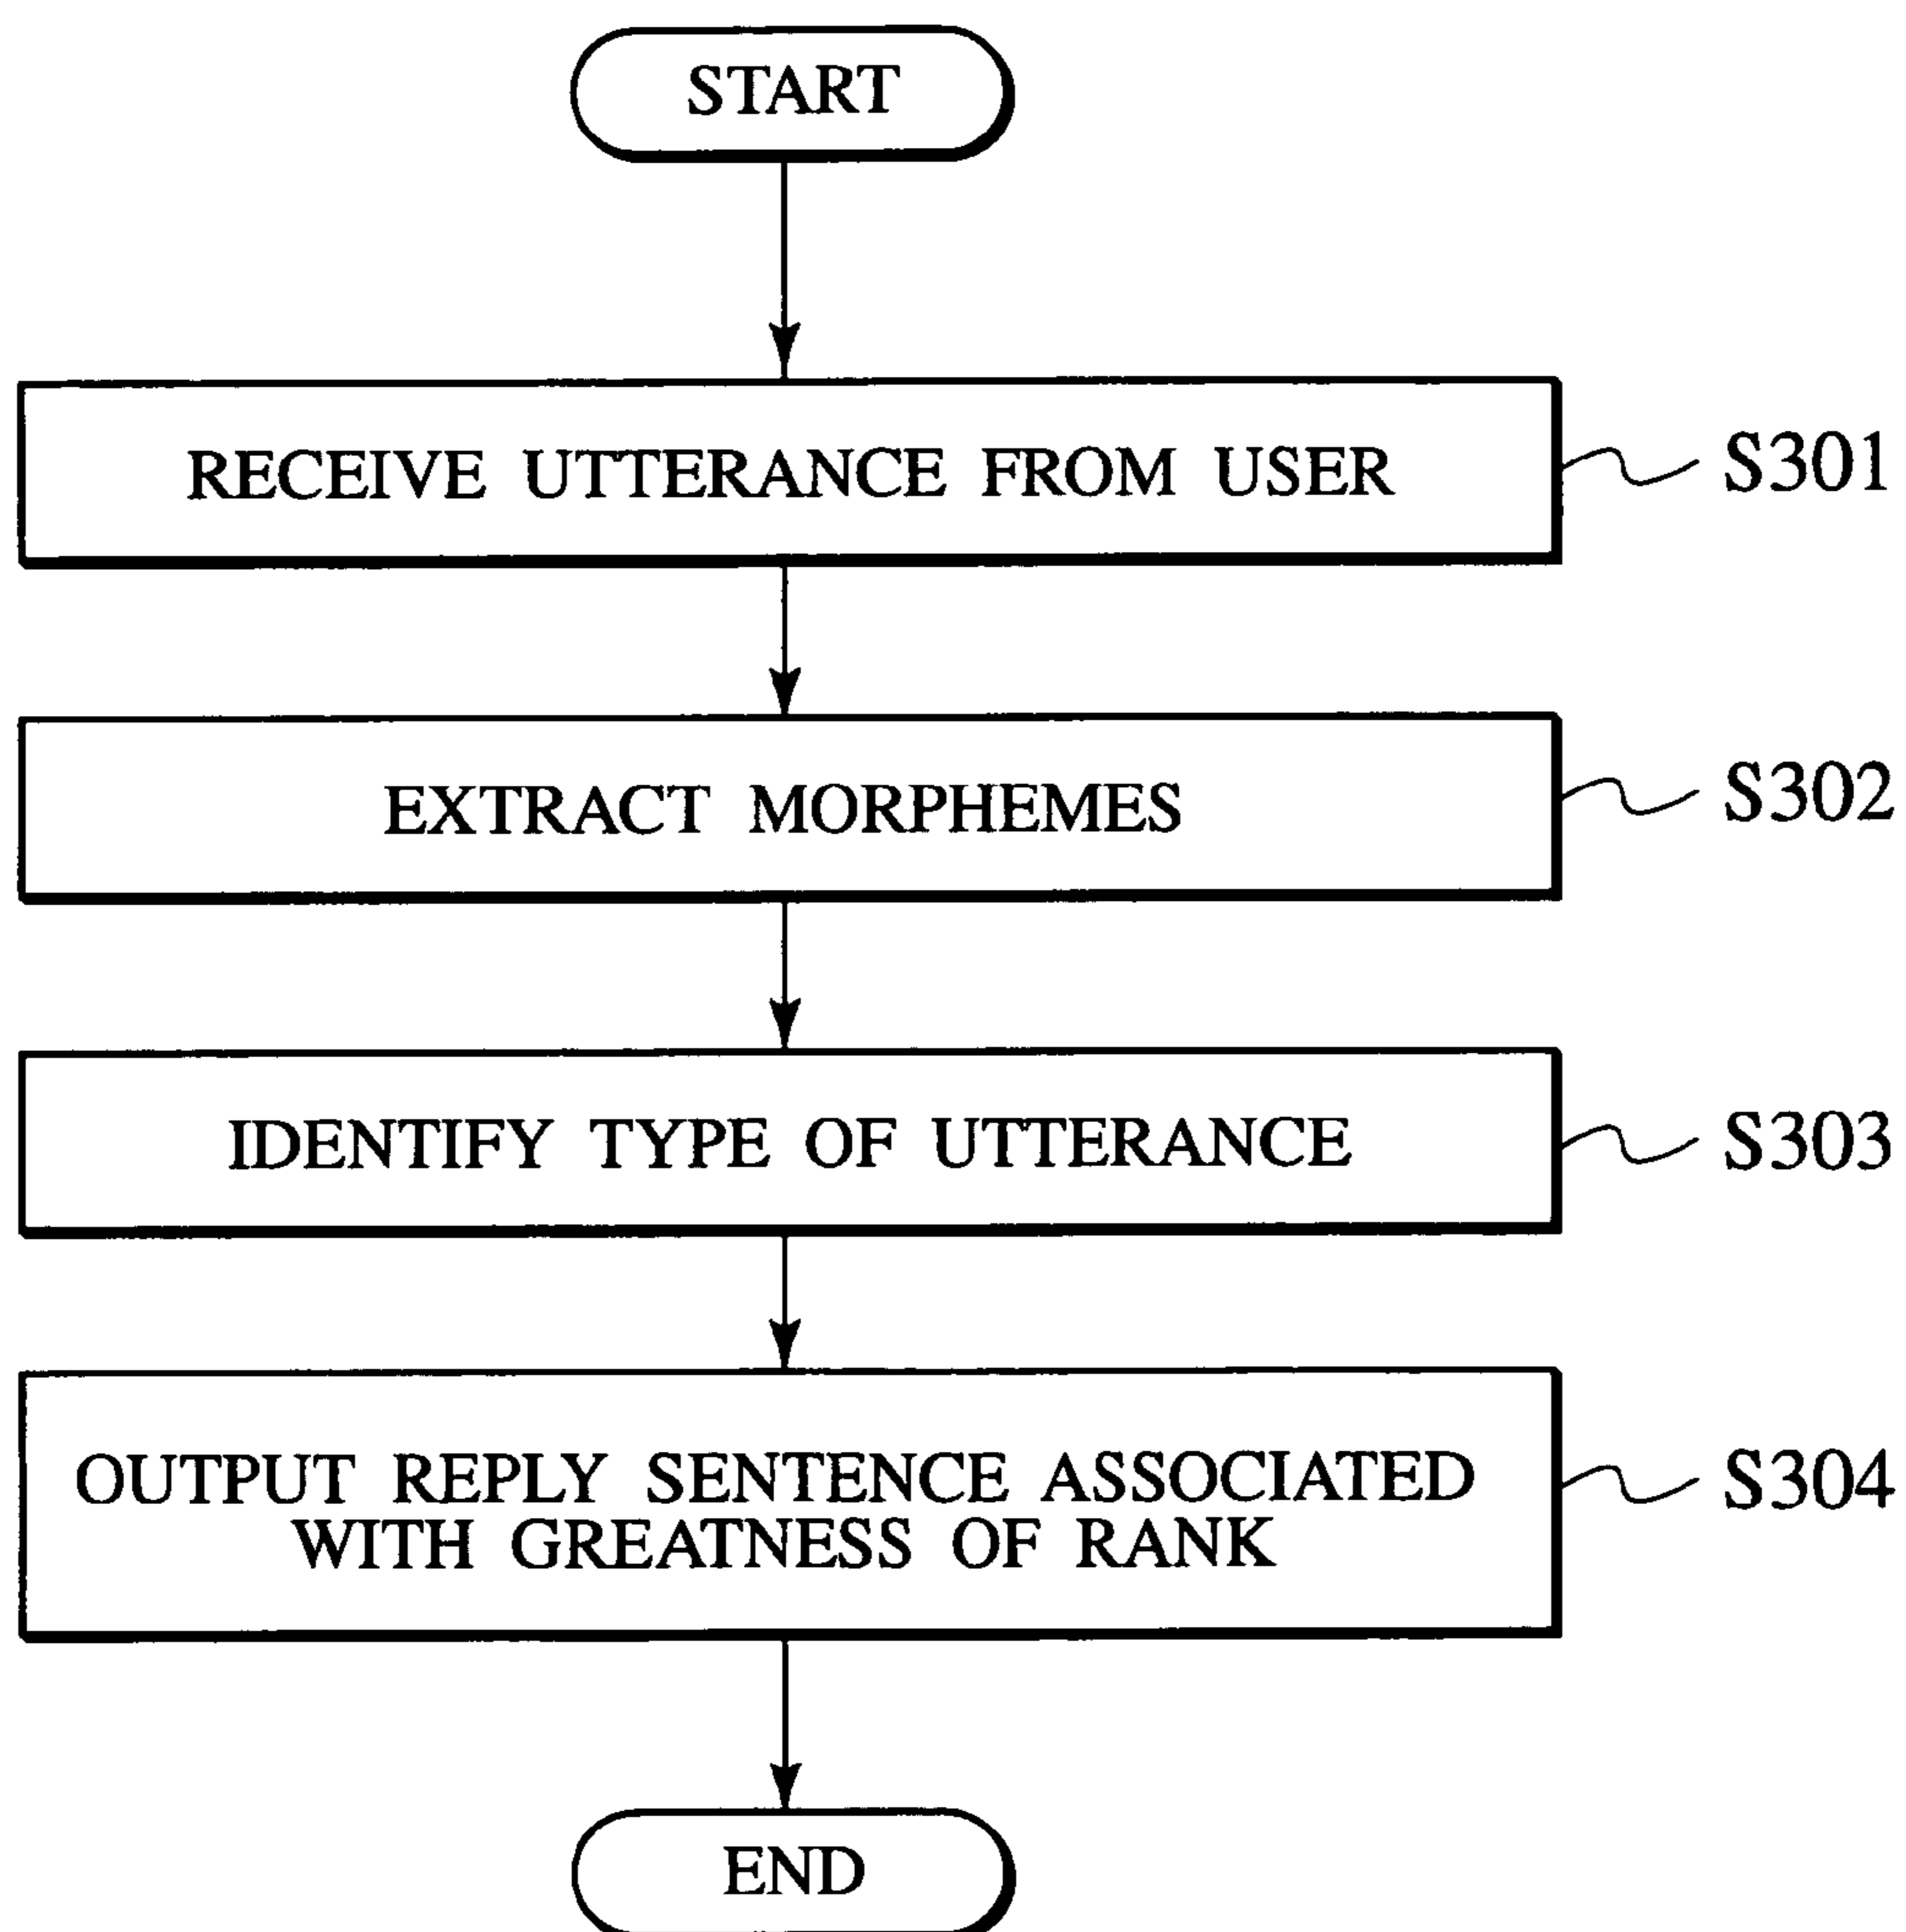 START
RECEIVE UTTERANCE FROM USER
S301
EXTRACT MORPHEMES
S302
IDENTIFY TYPE OF UTTERANCE
S303
OUTPUT REPLY SENTENCE ASSOCIATED
WITH GREATNESS OF RANK
S304
END